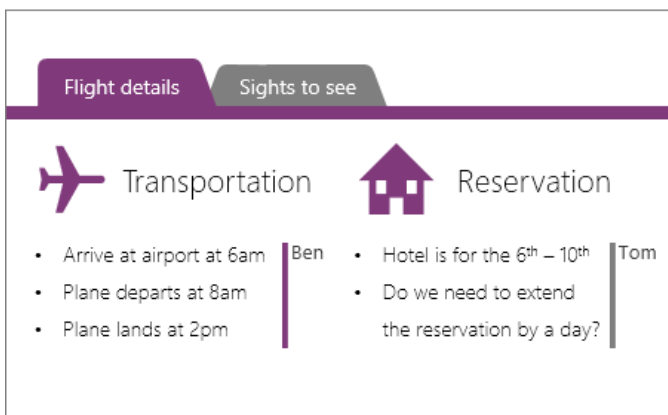 Flight details
Sights to see
Transportation
• Arrive at airport at 6am
• Plane departs at 8am
• Plane lands at 2pm
Ben
Reservation
• Hotel is for the 6th – 10th
• Do we need to extend
the reservation by a day?
Tom